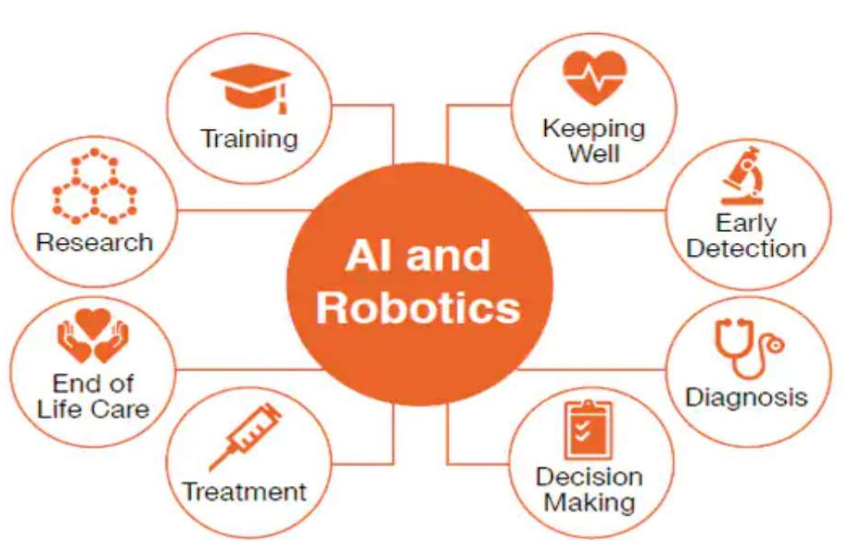 Training
Keeping
Well
Research
Early
Detection
AI and
Robotics
End of
Life Care
Diagnosis
Treatment
Decision
Making